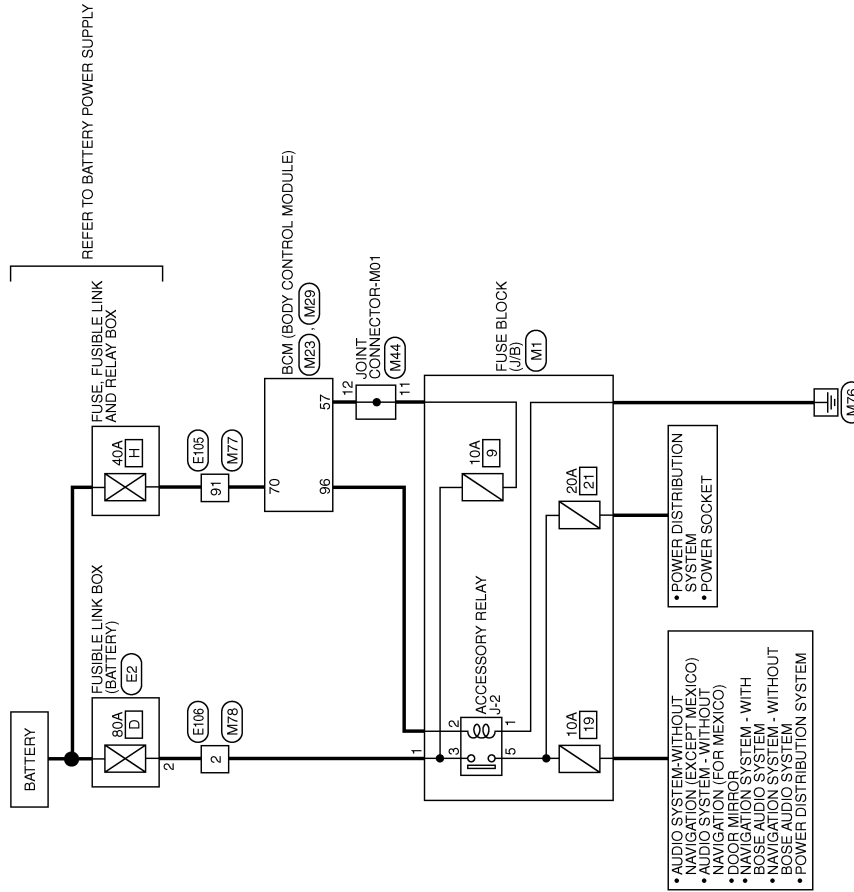 REFER TO BATTERY POWER SUPPLY
BATTERY
FUSIBLE LINK BOX
(BATTERY)
E2
80A
D
2
FUSE, FUSIBLE LINK
AND RELAY BOX
40A
H
E106
2
M78
E105
91
M77
BCM (BODY CONTROL MODULE)
M23 , M29
70
96
57
12
JOINT
CONNECTOR-M01
M44
11
FUSE BLOCK
(J/B)
M1
1
ACCESSORY RELAY
J-2
3
2
5
1
10A
9
10A
19
20A
21
• AUDIO SYSTEM-WITHOUT
NAVIGATION (EXCEPT MEXICO)
• AUDIO SYSTEM - WITHOUT
NAVIGATION (FOR MEXICO)
• DOOR MIRROR
• NAVIGATION SYSTEM - WITH
BOSE AUDIO SYSTEM
• NAVIGATION SYSTEM - WITHOUT
BOSE AUDIO SYSTEM
• POWER DISTRIBUTION SYSTEM
• POWER DISTRIBUTION
SYSTEM
• POWER SOCKET
M76